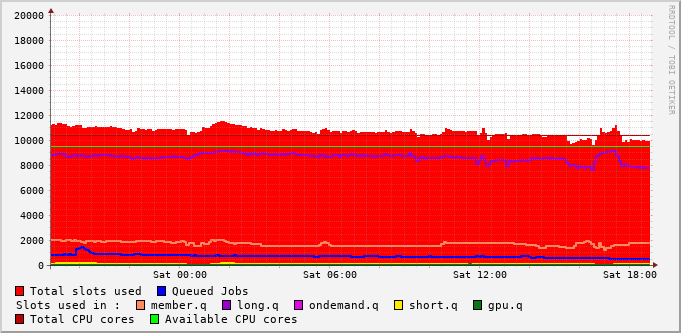 RRDTOOL / TOBI OETIKER
20000
18000
16000
14000
12000
10000
8000
6000
4000
2000
0
Sat 00:00 Sat 06:00 Sat 12:00 Sat 18:00
Total slots used Queued Jobs
Slots used in : member.q long.q ondemand.q short.q gpu.q
Total CPU cores Available CPU cores